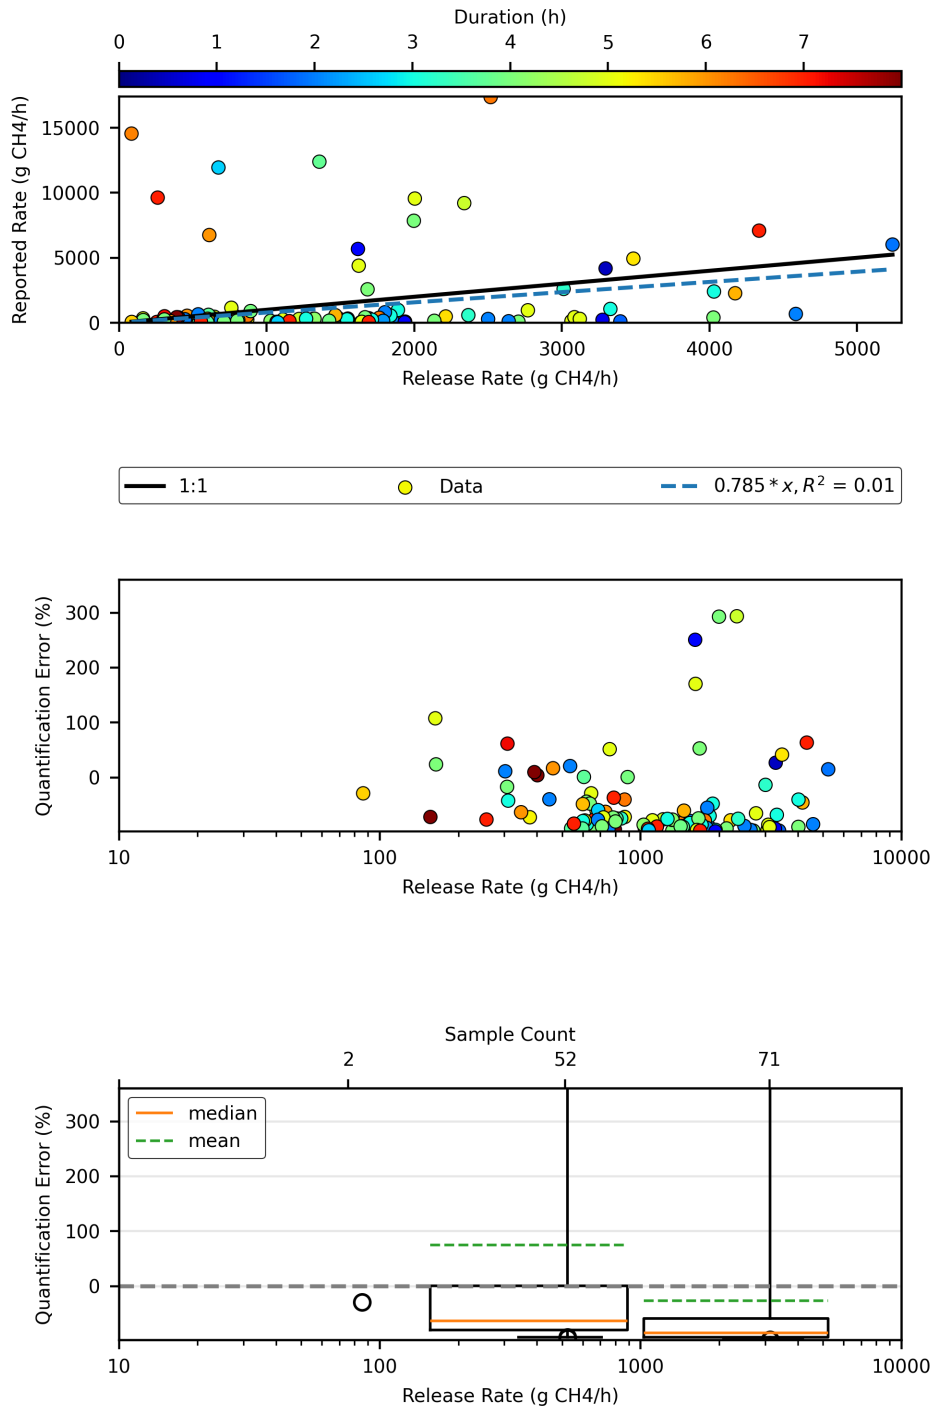 Duration (h)
0 1 2 3 4 5 6 7
Reported Rate (g CH4/h)
15000
10000
5000
0
0 1000 2000 3000 4000 5000
Release Rate (g CH4/h)
1:1 Data 0.785 * x, R² = 0.01
Quantification Error (%)
300
200
100
0
10 100 1000 10000
Release Rate (g CH4/h)
Sample Count
2 52 71
Quantification Error (%)
300
200
100
0
median
mean
10 100 1000 10000
Release Rate (g CH4/h)